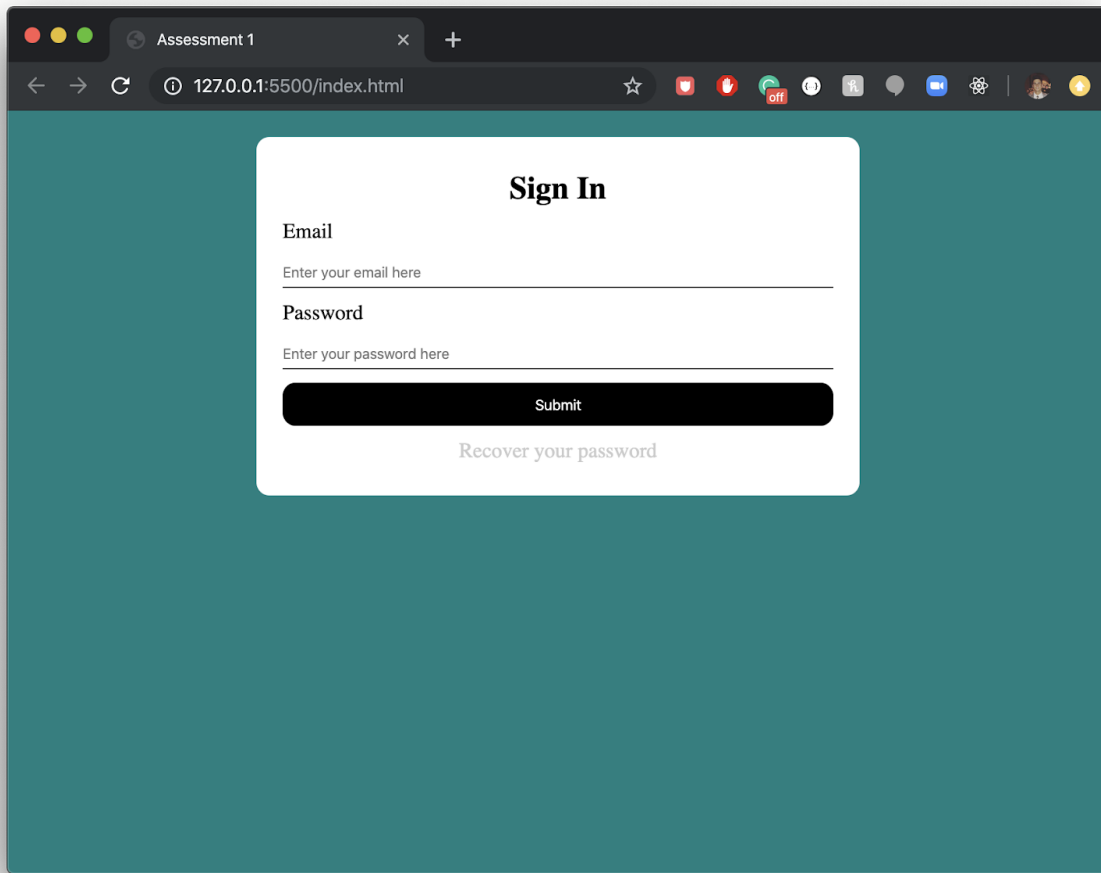 Assessment 1
127.0.0.1:5500/index.html
off
Sign In
Email
Enter your email here
Password
Enter your password here
Submit
Recover your password